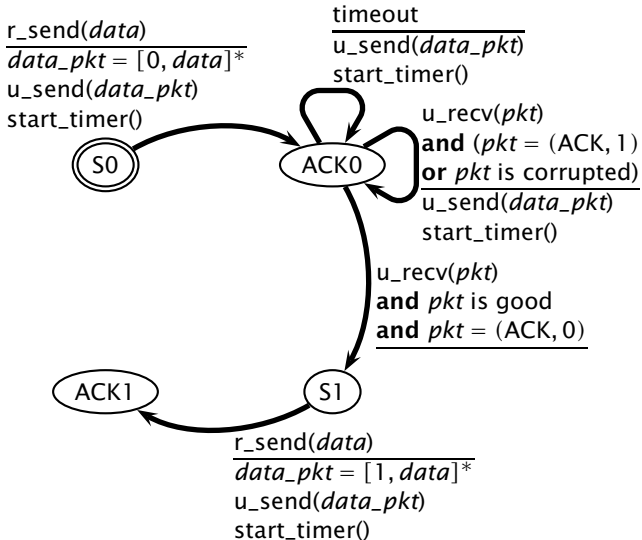 r_send(data)
data_pkt = [0, data]*
u_send(data_pkt)
start_timer()
timeout
u_send(data_pkt)
start_timer()
S0
ACK0
u_recv(pkt)
and (pkt = (ACK, 1)
or pkt is corrupted)
u_send(data_pkt)
start_timer()
u_recv(pkt)
and pkt is good
and pkt = (ACK, 0)
ACK1
S1
r_send(data)
data_pkt = [1, data]*
u_send(data_pkt)
start_timer()